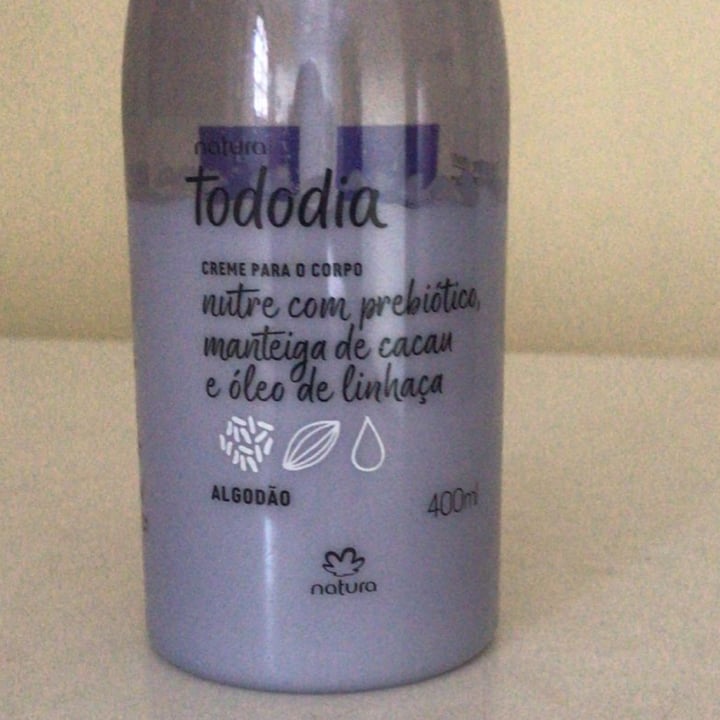 natura
tododia
CREME PARA O CORPO
nutre com prebiótico,
manteiga de cacau
e óleo de linhaça
ALGODÃO
400ml
natura